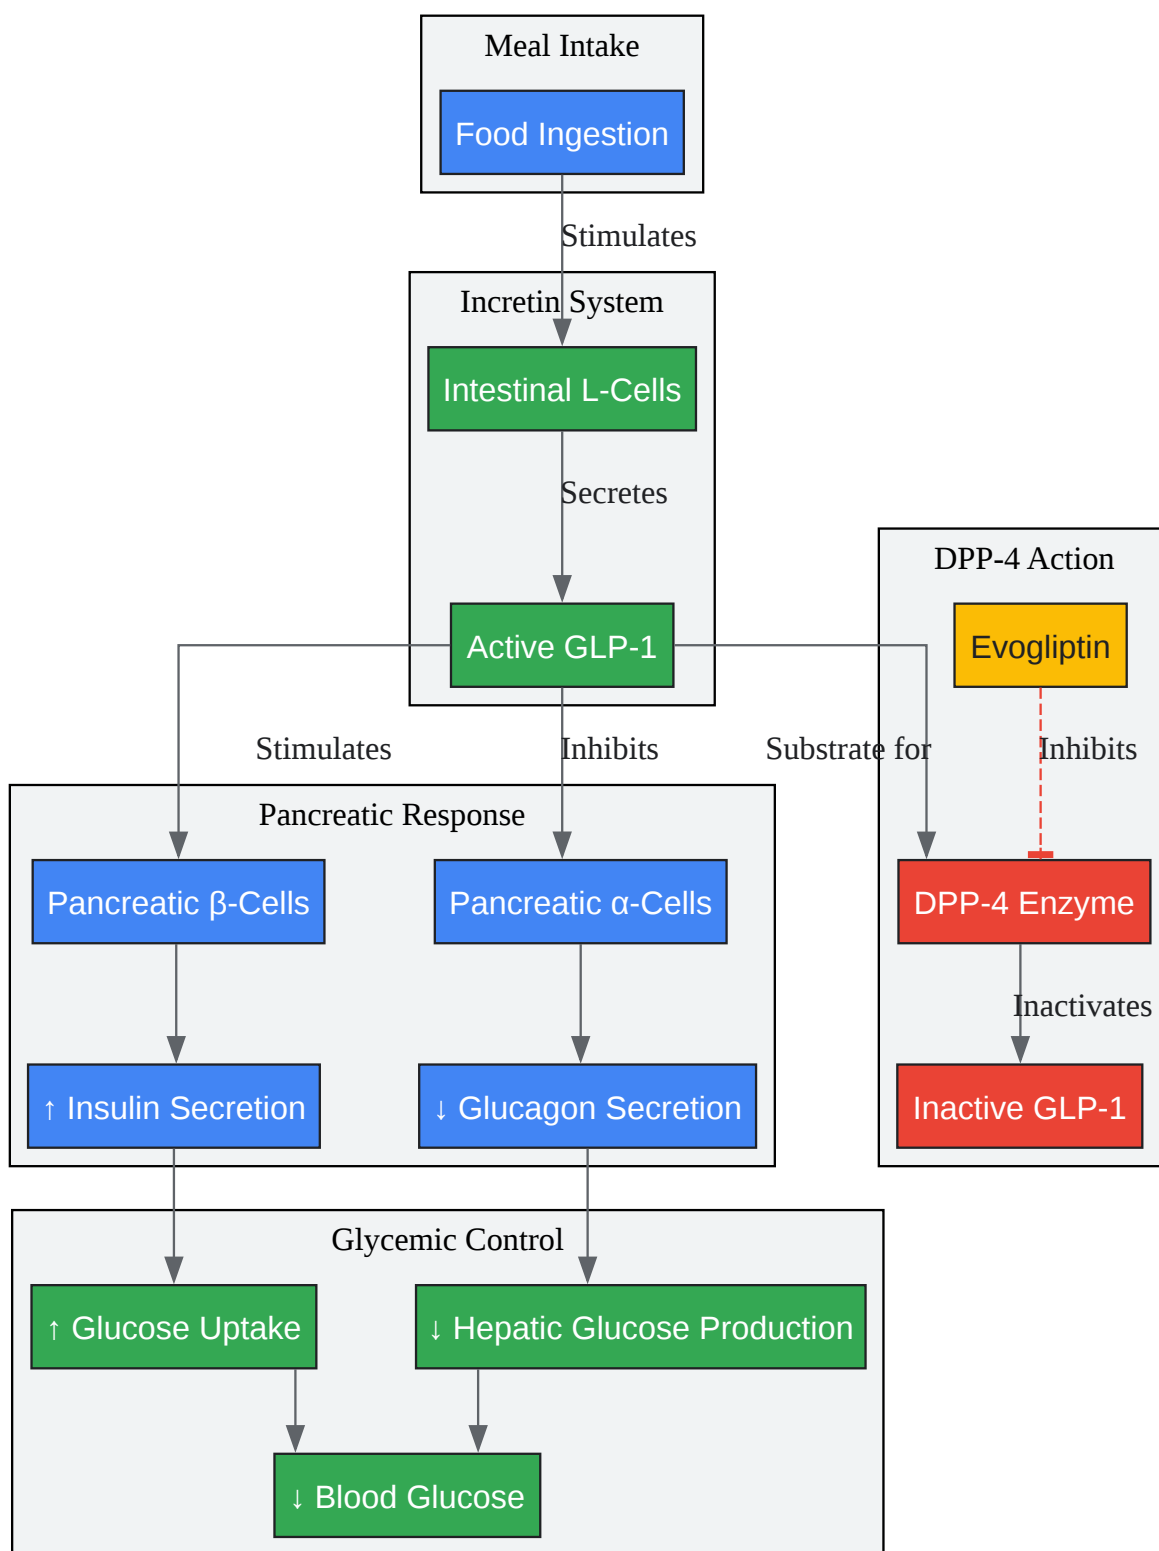 Meal Intake
Food Ingestion
Stimulates
Incretin System
Intestinal L-Cells
Secretes
DPP-4 Action
Active GLP-1
Evogliptin
Stimulates
Inhibits
Substrate for
Inhibits
Pancreatic Response
Pancreatic β-Cells
Pancreatic α-Cells
DPP-4 Enzyme
Inactivates
↑ Insulin Secretion
↓ Glucagon Secretion
Inactive GLP-1
Glycemic Control
↑ Glucose Uptake
↓ Hepatic Glucose Production
↓ Blood Glucose